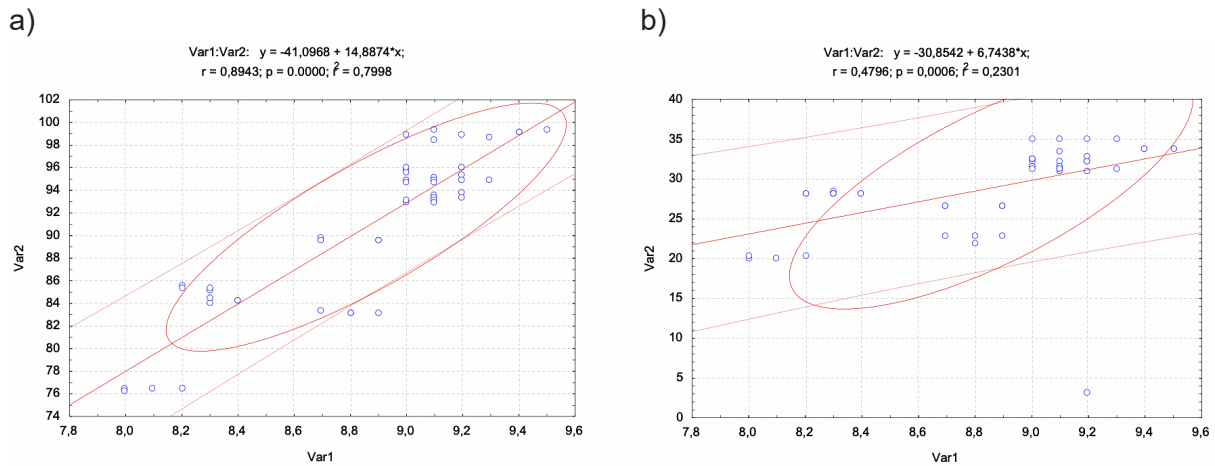 a)
Var1:Var2: y = -41,0968 + 14,8874*x;
r = 0,8943; p = 0.0000; r² = 0,7998
102
100
98
96
94
92
90
88
86
84
82
80
78
76
74
Var2
7,8 8,0 8,2 8,4 8,6 8,8 9,0 9,2 9,4 9,6
Var1
b)
Var1:Var2: y = -30,8542 + 6,7438*x;
r = 0,4796; p = 0,0006; r² = 0,2301
40
35
30
25
20
15
10
5
0
Var2
7,8 8,0 8,2 8,4 8,6 8,8 9,0 9,2 9,4 9,6
Var1